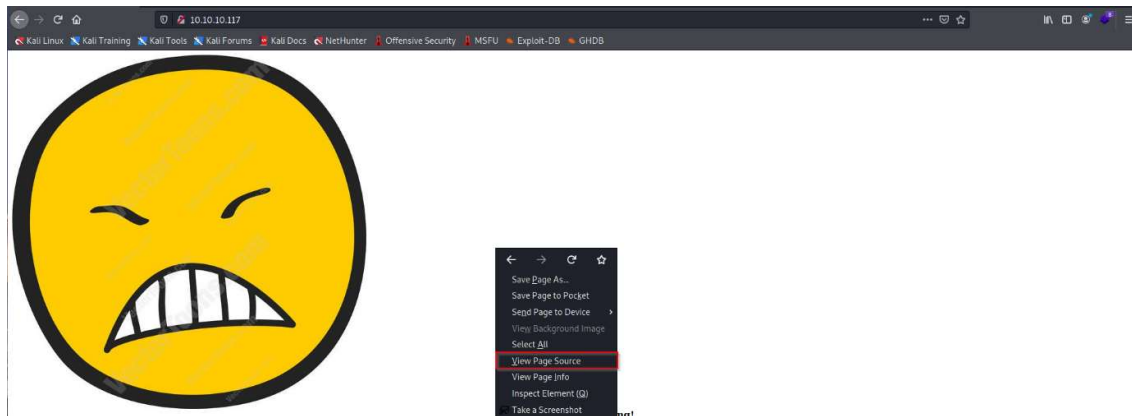 10.10.10.117
Kali Linux Kali Training Kali Tools Kali Forums Kali Docs NetHunter Offensive Security MSFU Exploit-DB GHDB
Save Page As...
Save Page to Pocket
Send Page to Device
View Background Image
Select All
View Page Source
View Page Info
Inspect Element (Q)
Take a Screenshot